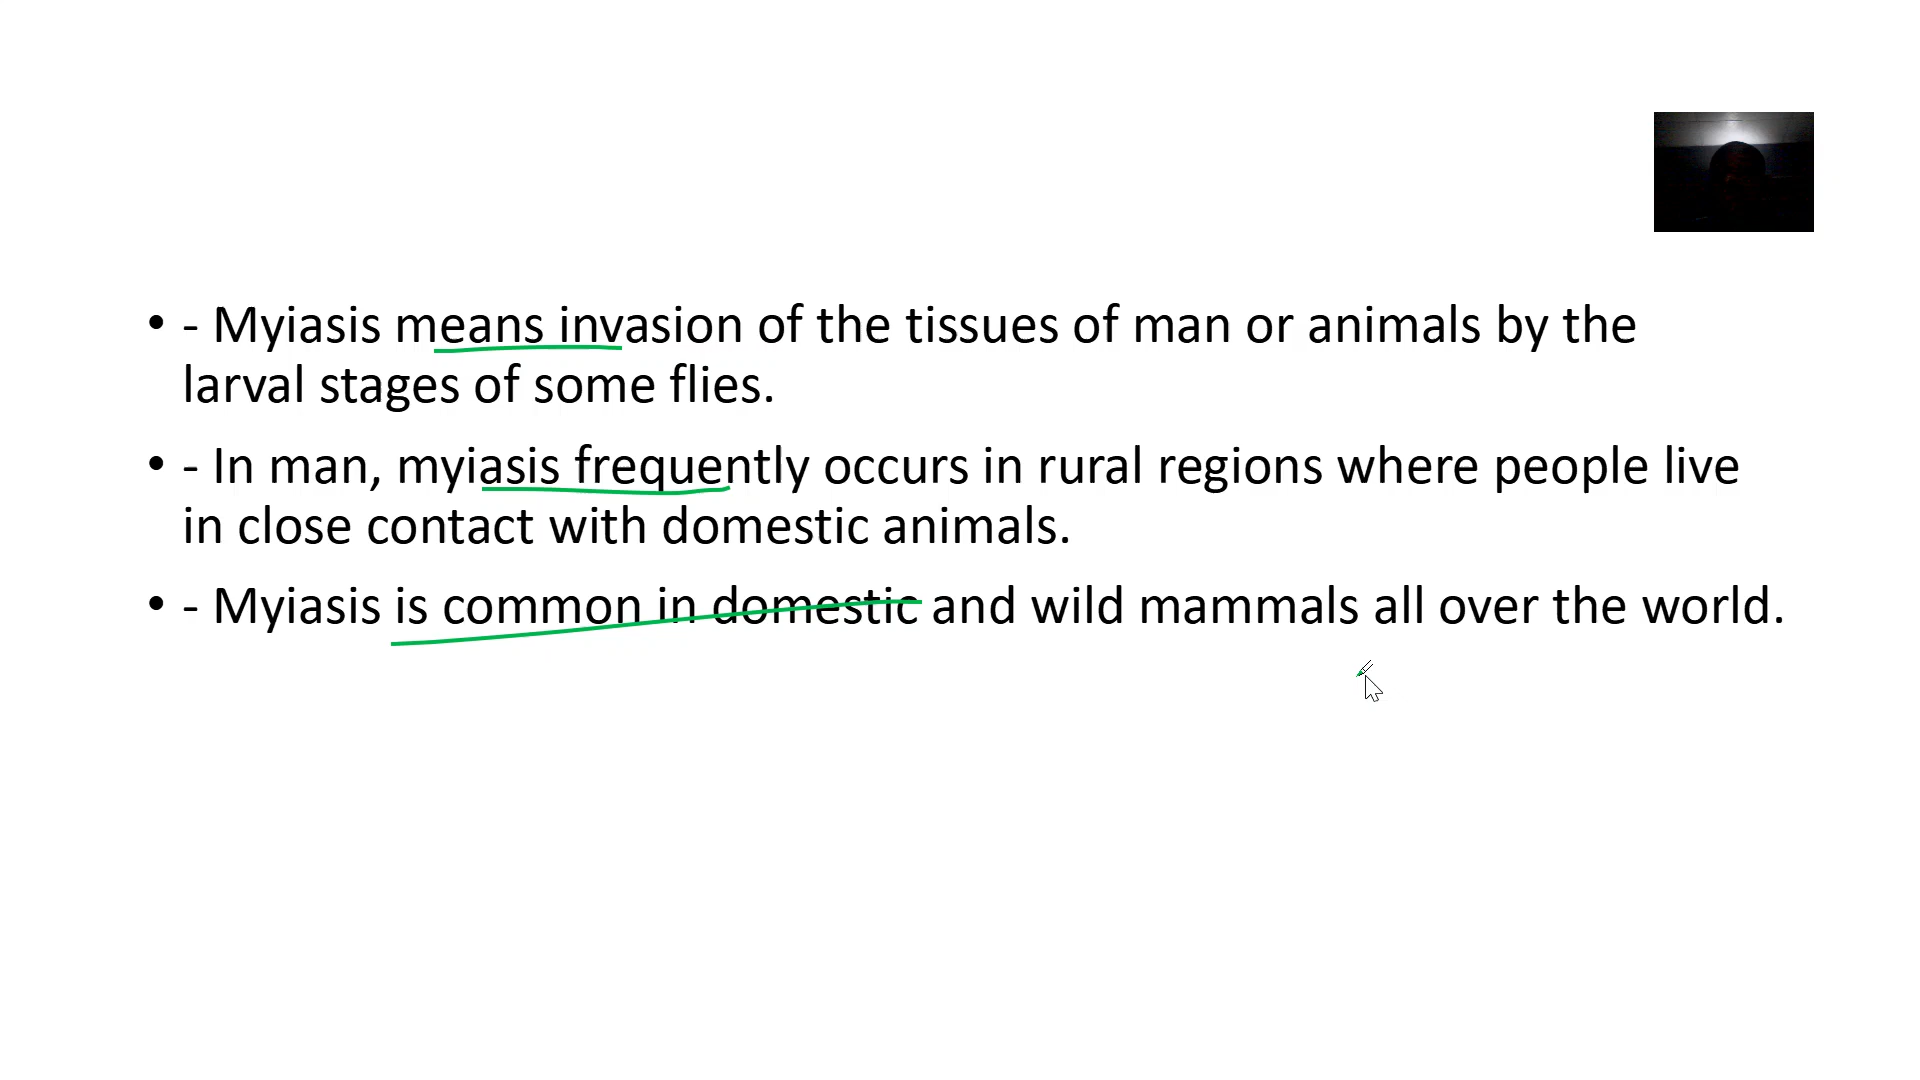 • - Myiasis means invasion of the tissues of man or animals by the
larval stages of some flies.
• - In man, myiasis frequently occurs in rural regions where people live
in close contact with domestic animals.
• - Myiasis is common in domestic and wild mammals all over the world.